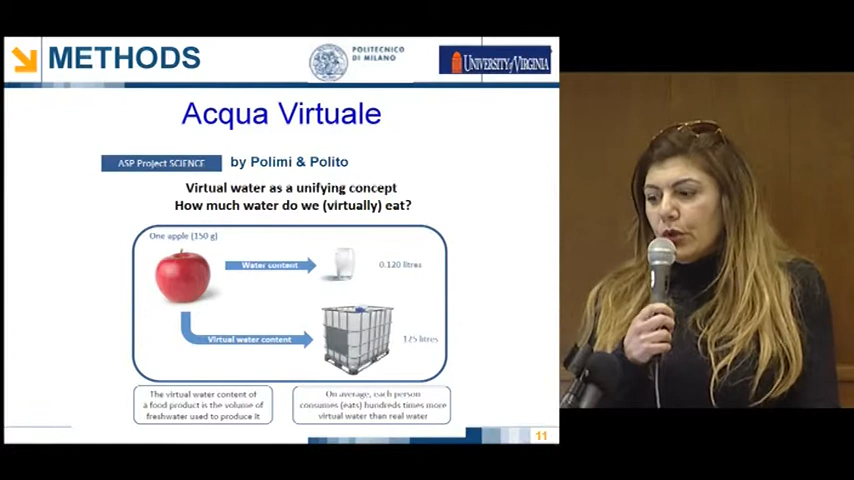 METHODS
POLITECNICO
DI MILANO
UNIVERSITY of VIRGINIA
Acqua Virtuale
ASP Project SCIENCE
by Polimi & Polito
Virtual water as a unifying concept
How much water do we (virtually) eat?
One apple (150 g)
Water content
0.120 litres
Virtual water content
125 litres
The virtual water content of
a food product is the volume of
freshwater used to produce it
On average, each person
consumes (eats) hundreds times more
virtual water than real water
11